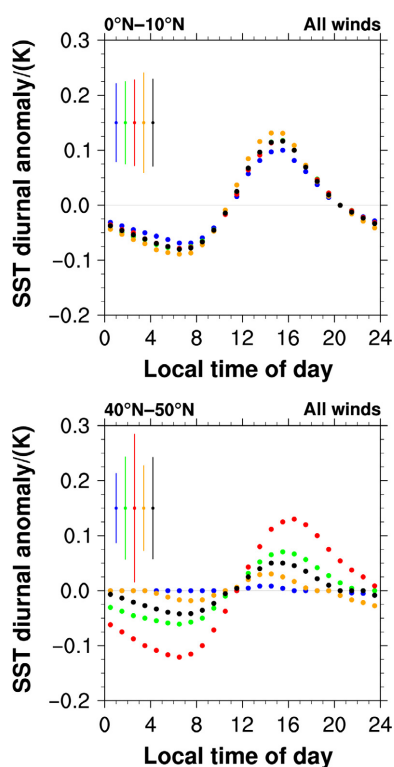 0°N–10°N All winds
0.3
0.2
0.1
0.0
−0.1
−0.2
SST diurnal anomaly/(K)
0 4 8 12 16 20 24
Local time of day
40°N–50°N All winds
0.3
0.2
0.1
0.0
−0.1
−0.2
SST diurnal anomaly/(K)
0 4 8 12 16 20 24
Local time of day